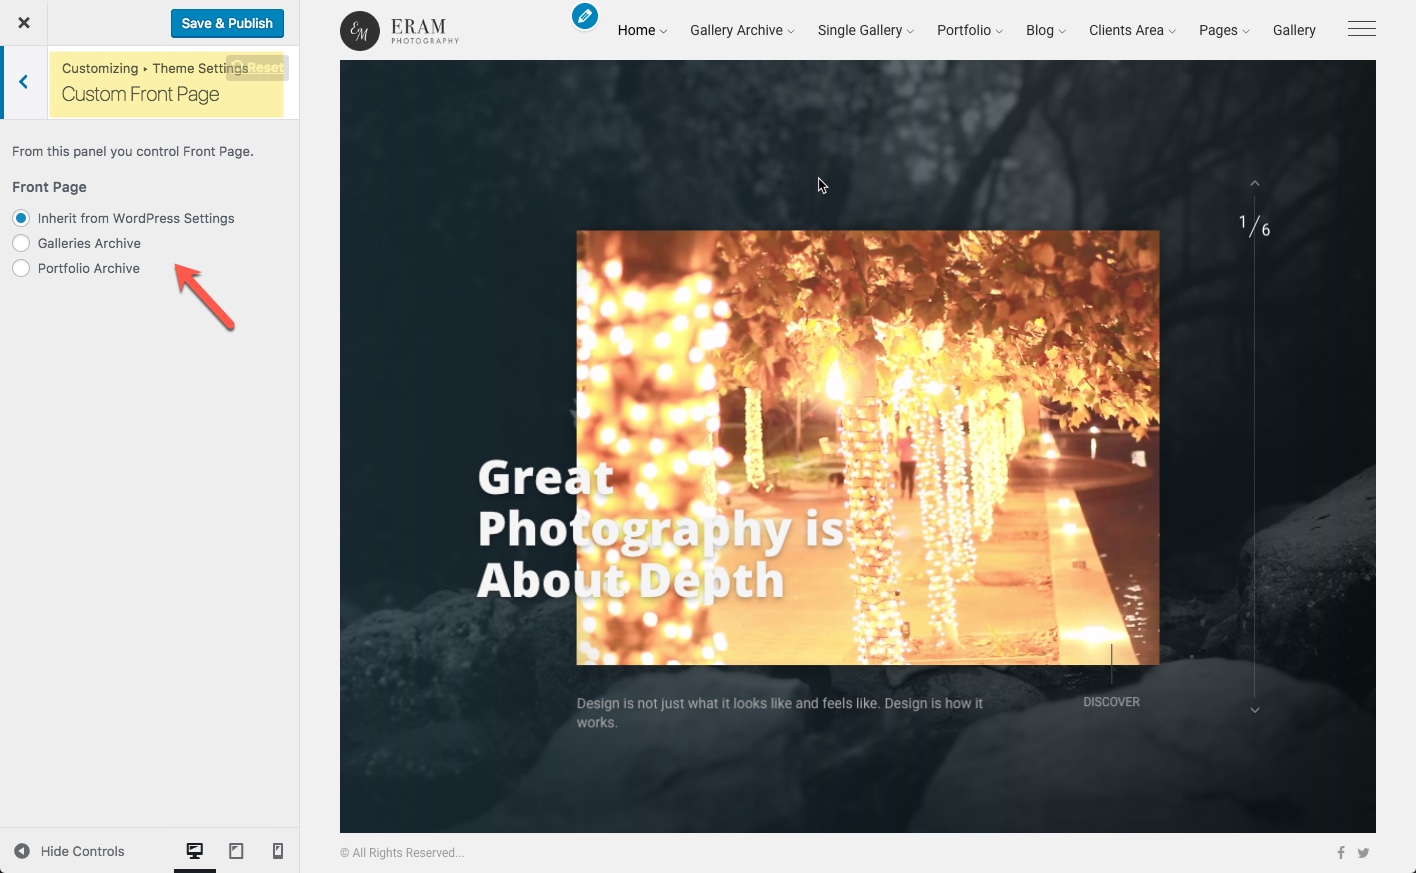 Save & Publish
Customizing ▸ Theme Settings
Reset
Custom Front Page
From this panel you control Front Page.
Front Page
Inherit from WordPress Settings
Galleries Archive
Portfolio Archive
Hide Controls
EM
ERAM
PHOTOGRAPHY
Home
Gallery Archive
Single Gallery
Portfolio
Blog
Clients Area
Pages
Gallery
1/6
Great
Photography is
About Depth
Design is not just what it looks like and feels like. Design is how it
works.
DISCOVER
© All Rights Reserved...